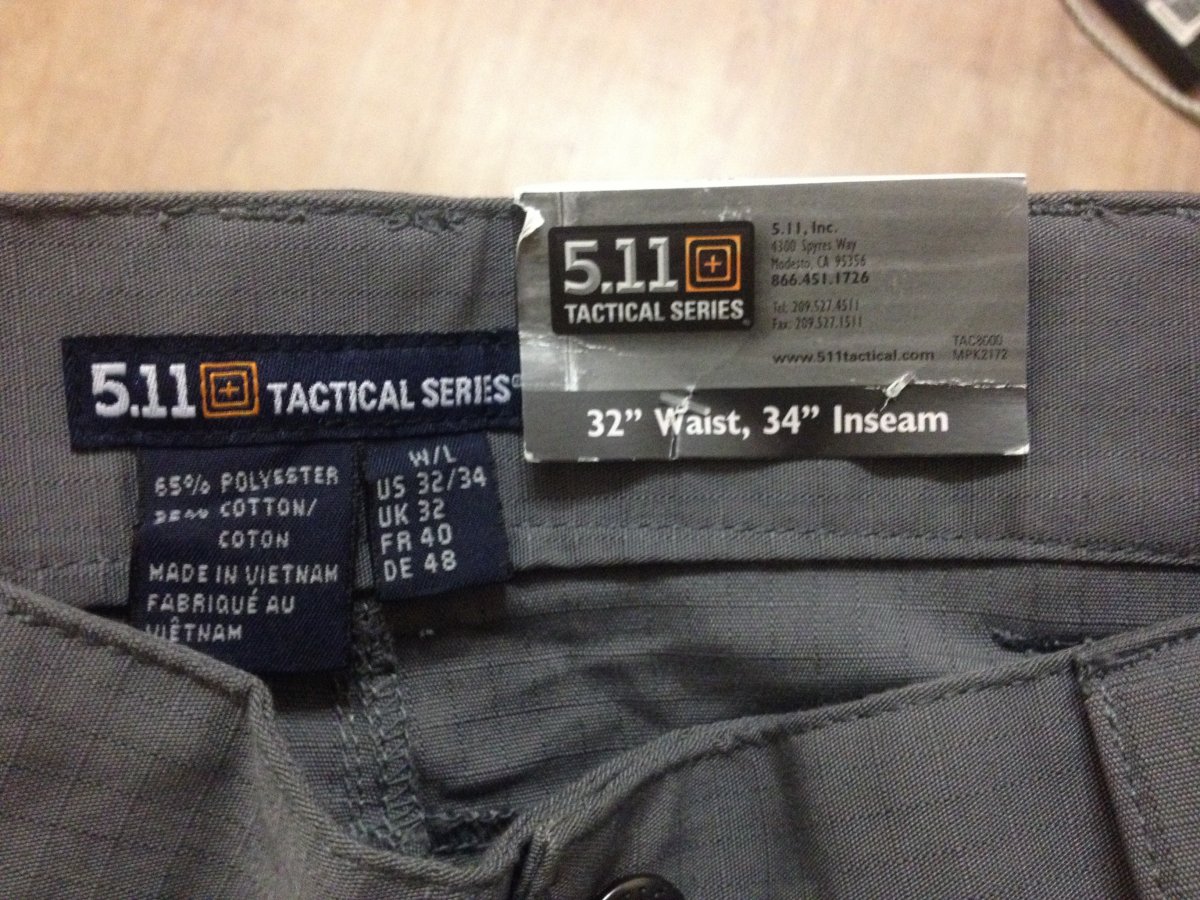 5.11
TACTICAL SERIES
5.11, Inc.
4300 Spyres Way
Modesto, CA 95356
866.451.1726
Tel: 209.527.4511
Fax: 209.527.1511
www.511tactical.com
TAC8000
MPK2172
32” Waist, 34” Inseam
5.11 TACTICAL SERIES
65% POLYESTER
COTTON/
COTON
MADE IN VIETNAM
FABRIQUÉ AU
VIÊTNAM
W/L
US 32/34
UK 32
FR 40
DE 48